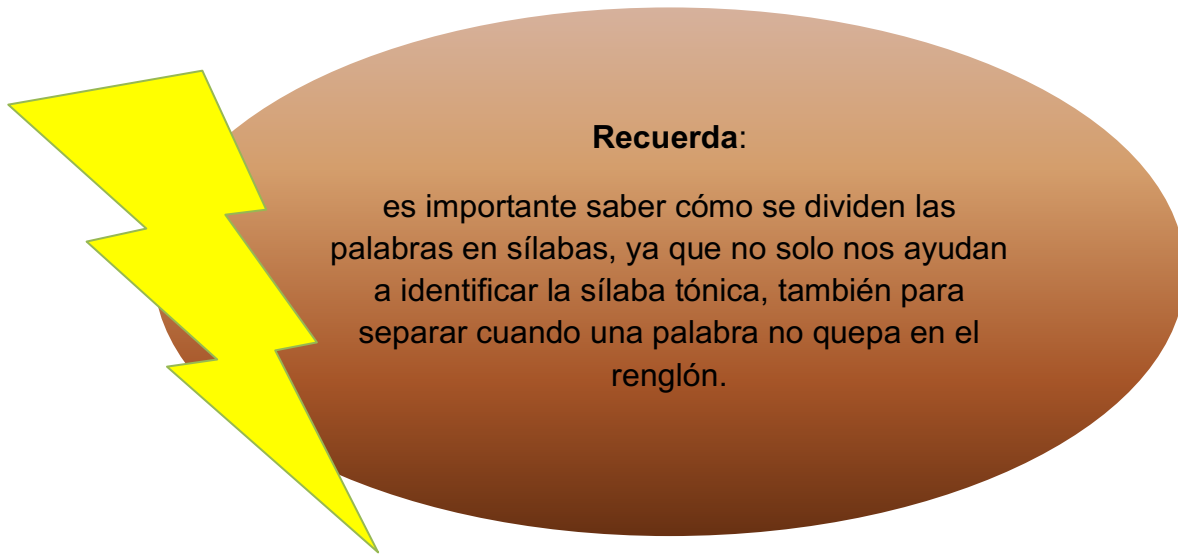 Recuerda:
es importante saber cómo se dividen las
palabras en sílabas, ya que no solo nos ayudan
a identificar la sílaba tónica, también para
separar cuando una palabra no quepa en el
renglón.